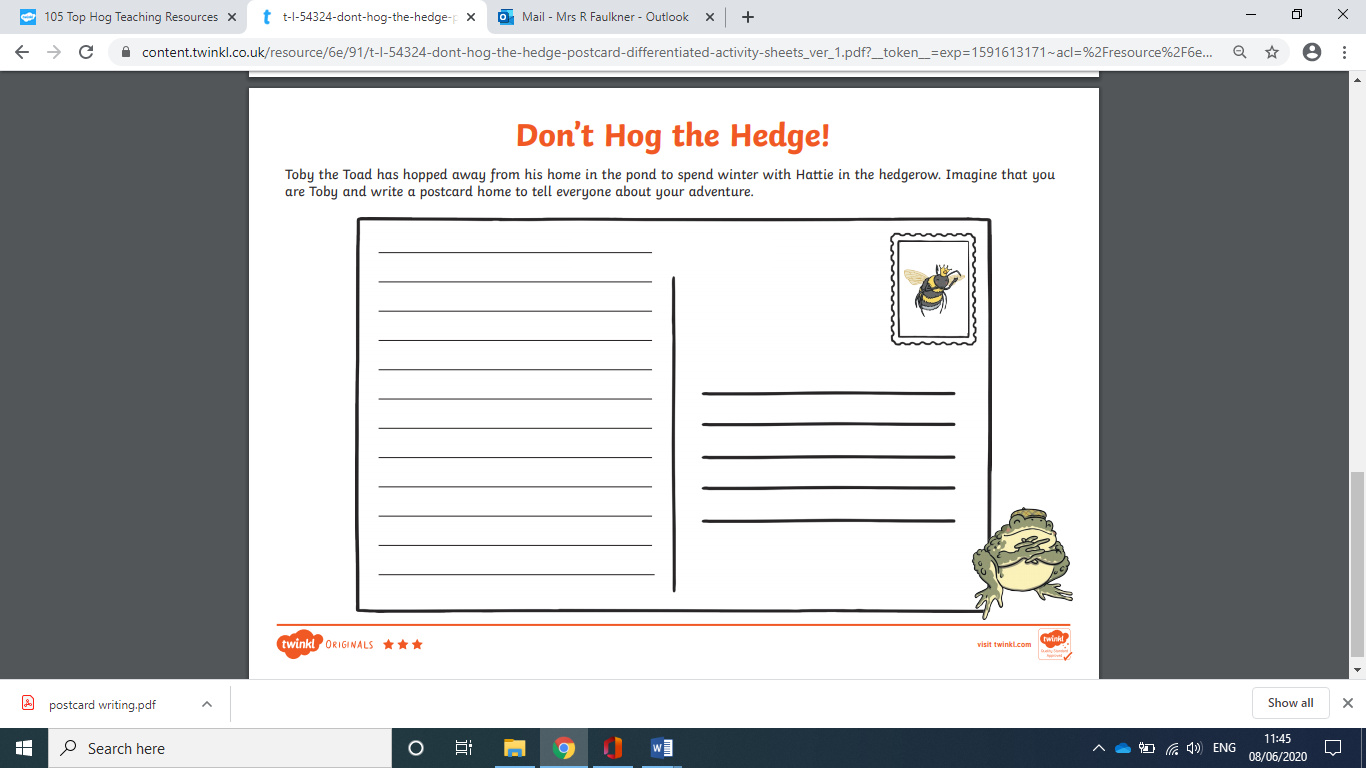 105 Top Hog Teaching Resources
t-l-54324-dont-hog-the-hedge-p
Mail - Mrs R Faulkner - Outlook
content.twinkl.co.uk/resource/6e/91/t-l-54324-dont-hog-the-hedge-postcard-differentiated-activity-sheets_ver_1.pdf?__token__=exp=1591613171~acl=%2Fresource%2F6e...
Don't Hog the Hedge!
Toby the Toad has hopped away from his home in the pond to spend winter with Hattie in the hedgerow. Imagine that you
are Toby and write a postcard home to tell everyone about your adventure.
twinkl ORIGINALS
visit twinkl.com
twinkl
Quality Standard
Approved
postcard writing.pdf
Show all
Search here
ENG
11:45
08/06/2020